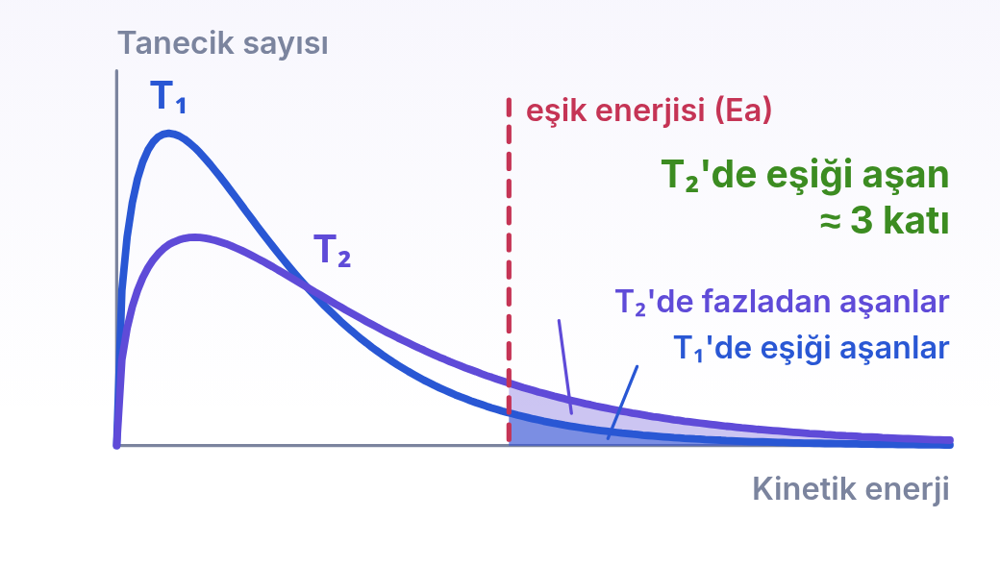 Tanecik sayısı
T₁
eşik enerjisi (Ea)
T₂'de eşiği aşan
≈ 3 katı
T₂
T₂'de fazladan aşanlar
T₁'de eşiği aşanlar
Kinetik enerji